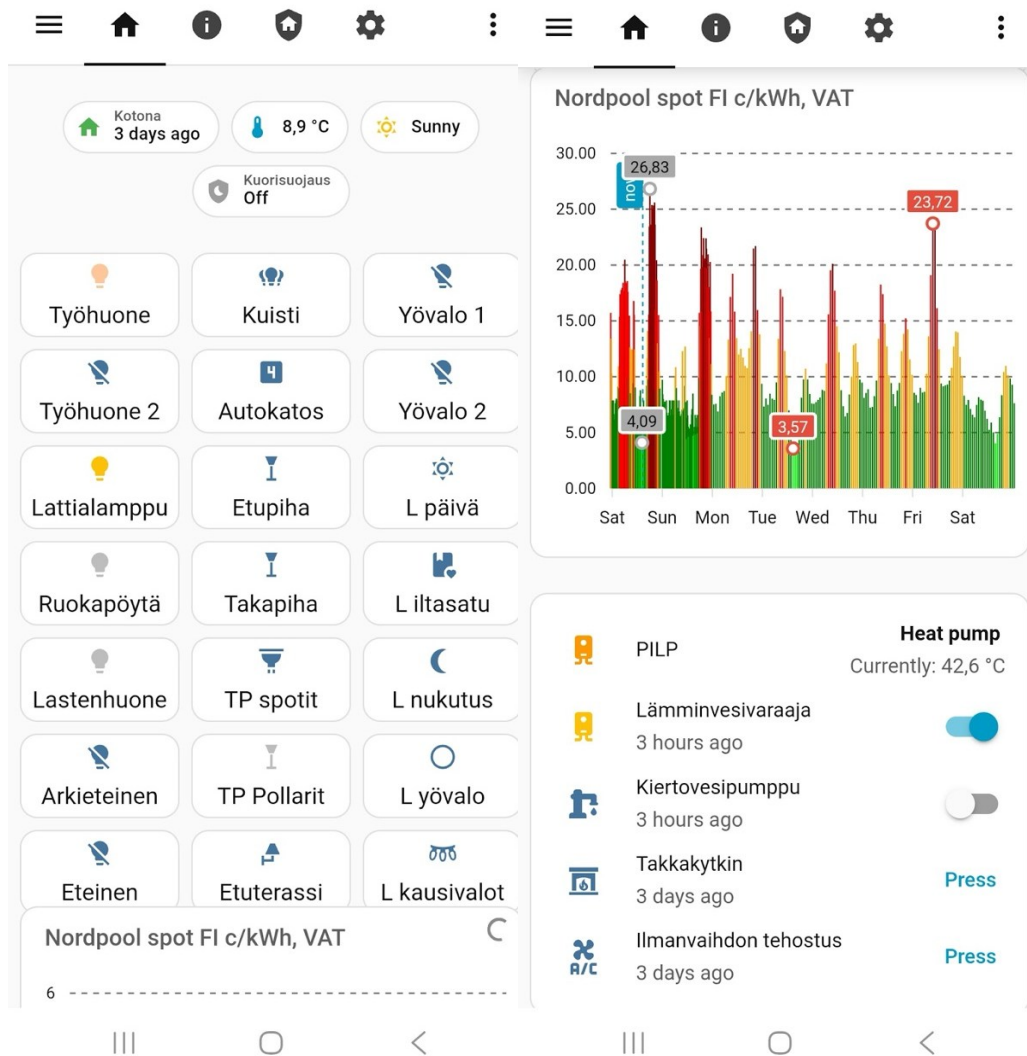 Kotona
3 days ago
8,9 °C
Sunny
Kuorisuojaus
Off
Työhuone
Kuisti
Yövalo 1
Työhuone 2
4
Autokatos
Yövalo 2
Lattialamppu
Etupiha
L päivä
Ruokapöytä
Takapiha
L iltasatu
Lastenhuone
TP spotit
L nukutus
Arkieteinen
TP Pollarit
L yövalo
Eteinen
Etuterassi
L kausivalot
Nordpool spot FI c/kWh, VAT
6
Nordpool spot FI c/kWh, VAT
30.00
26,83
now
25.00
23,72
20.00
15.00
10.00
5.00
4,09
3,57
0.00
Sat Sun Mon Tue Wed Thu Fri Sat
PILP
Heat pump
Currently: 42,6 °C
Lämminvesivaraaja
3 hours ago
Kiertovesipumppu
3 hours ago
Takkakytkin
3 days ago
Press
Ilmanvaihdon tehostus
3 days ago
A/C
Press